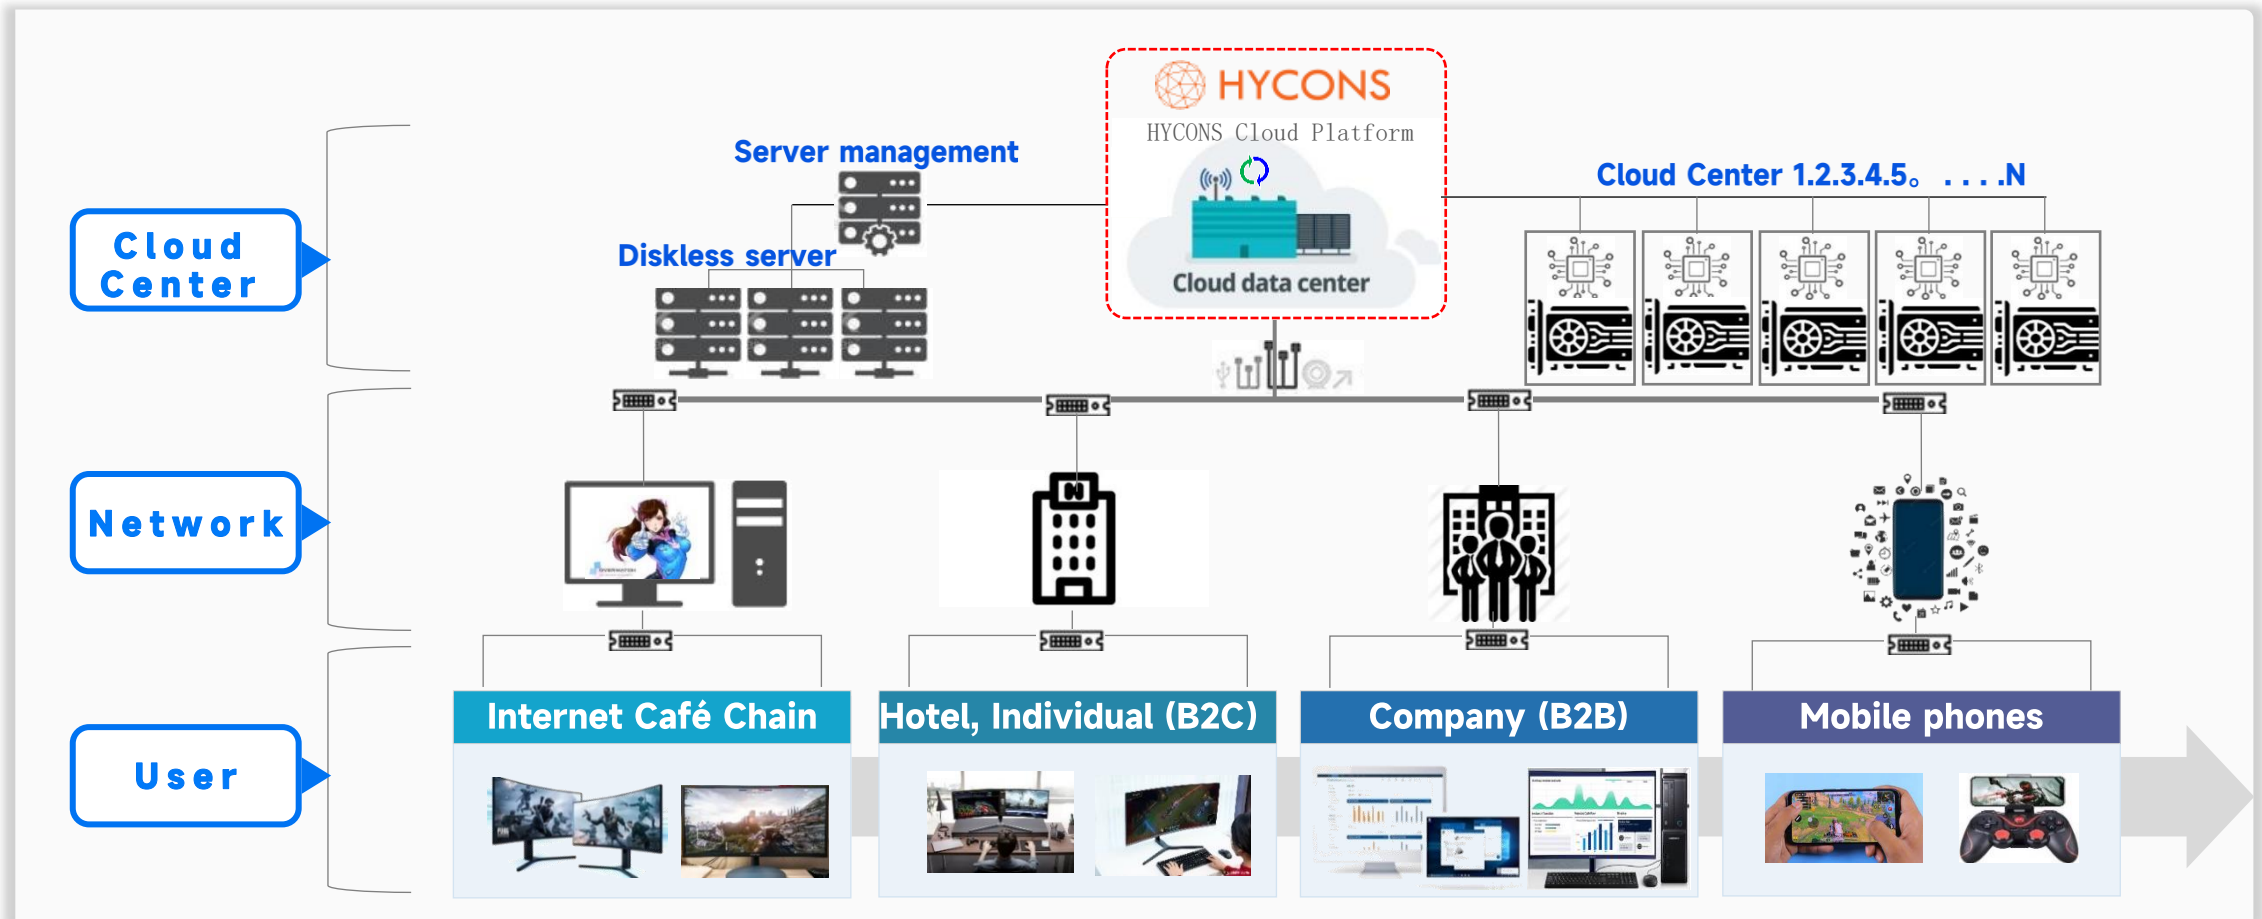 HYCONS
HYCONS Cloud Platform
Server management
Cloud Center 1.2.3.4.5。 . . . .N
Cloud
Center
Diskless server
Cloud data center
Network
OVERWATCH
User
Internet Café Chain
Hotel, Individual (B2C)
Company (B2B)
Mobile phones